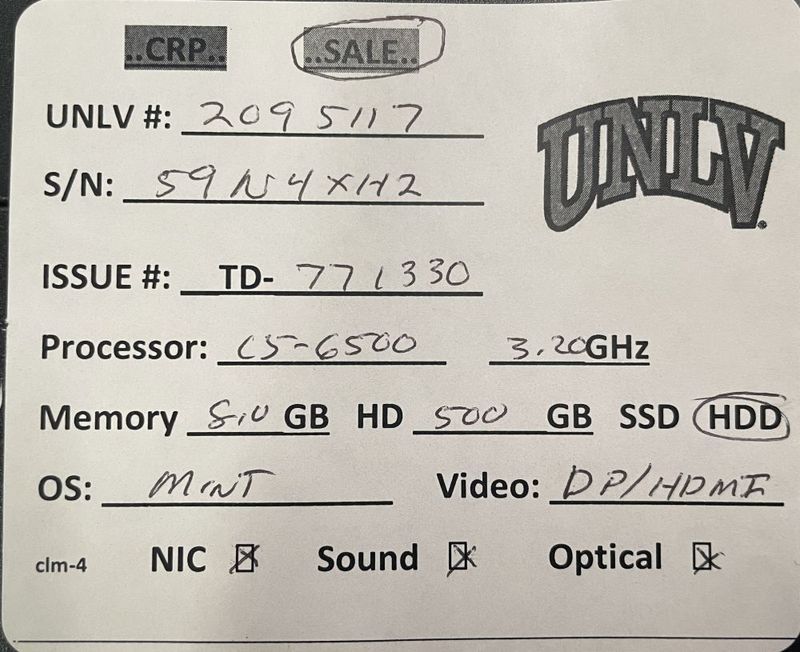 ..CRP.. ..SALE..
UNLV #: 2095117
S/N: 59N4XH2
UNLV
ISSUE #: TD- 771330
Processor: i5-6500 3.20GHz
Memory 8.0 GB HD 500 GB SSD HDD
OS: MINT Video: DP/HDMI
clm-4 NIC Sound Optical